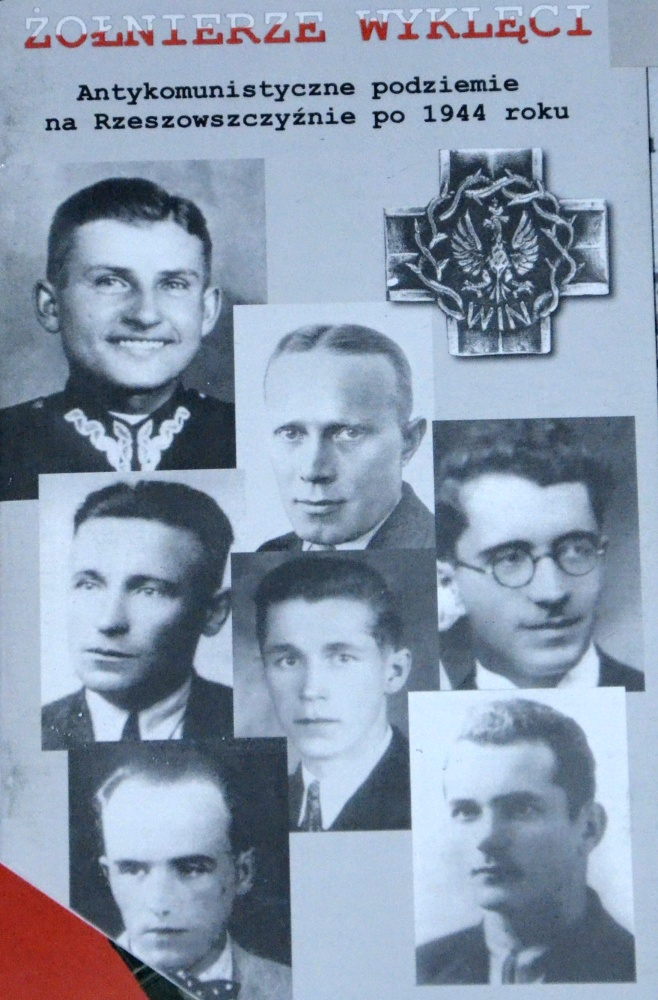 ŻOŁNIERZE WYKLĘCI
Antykomunistyczne podziemie
na Rzeszowszczyźnie po 1944 roku
WiN